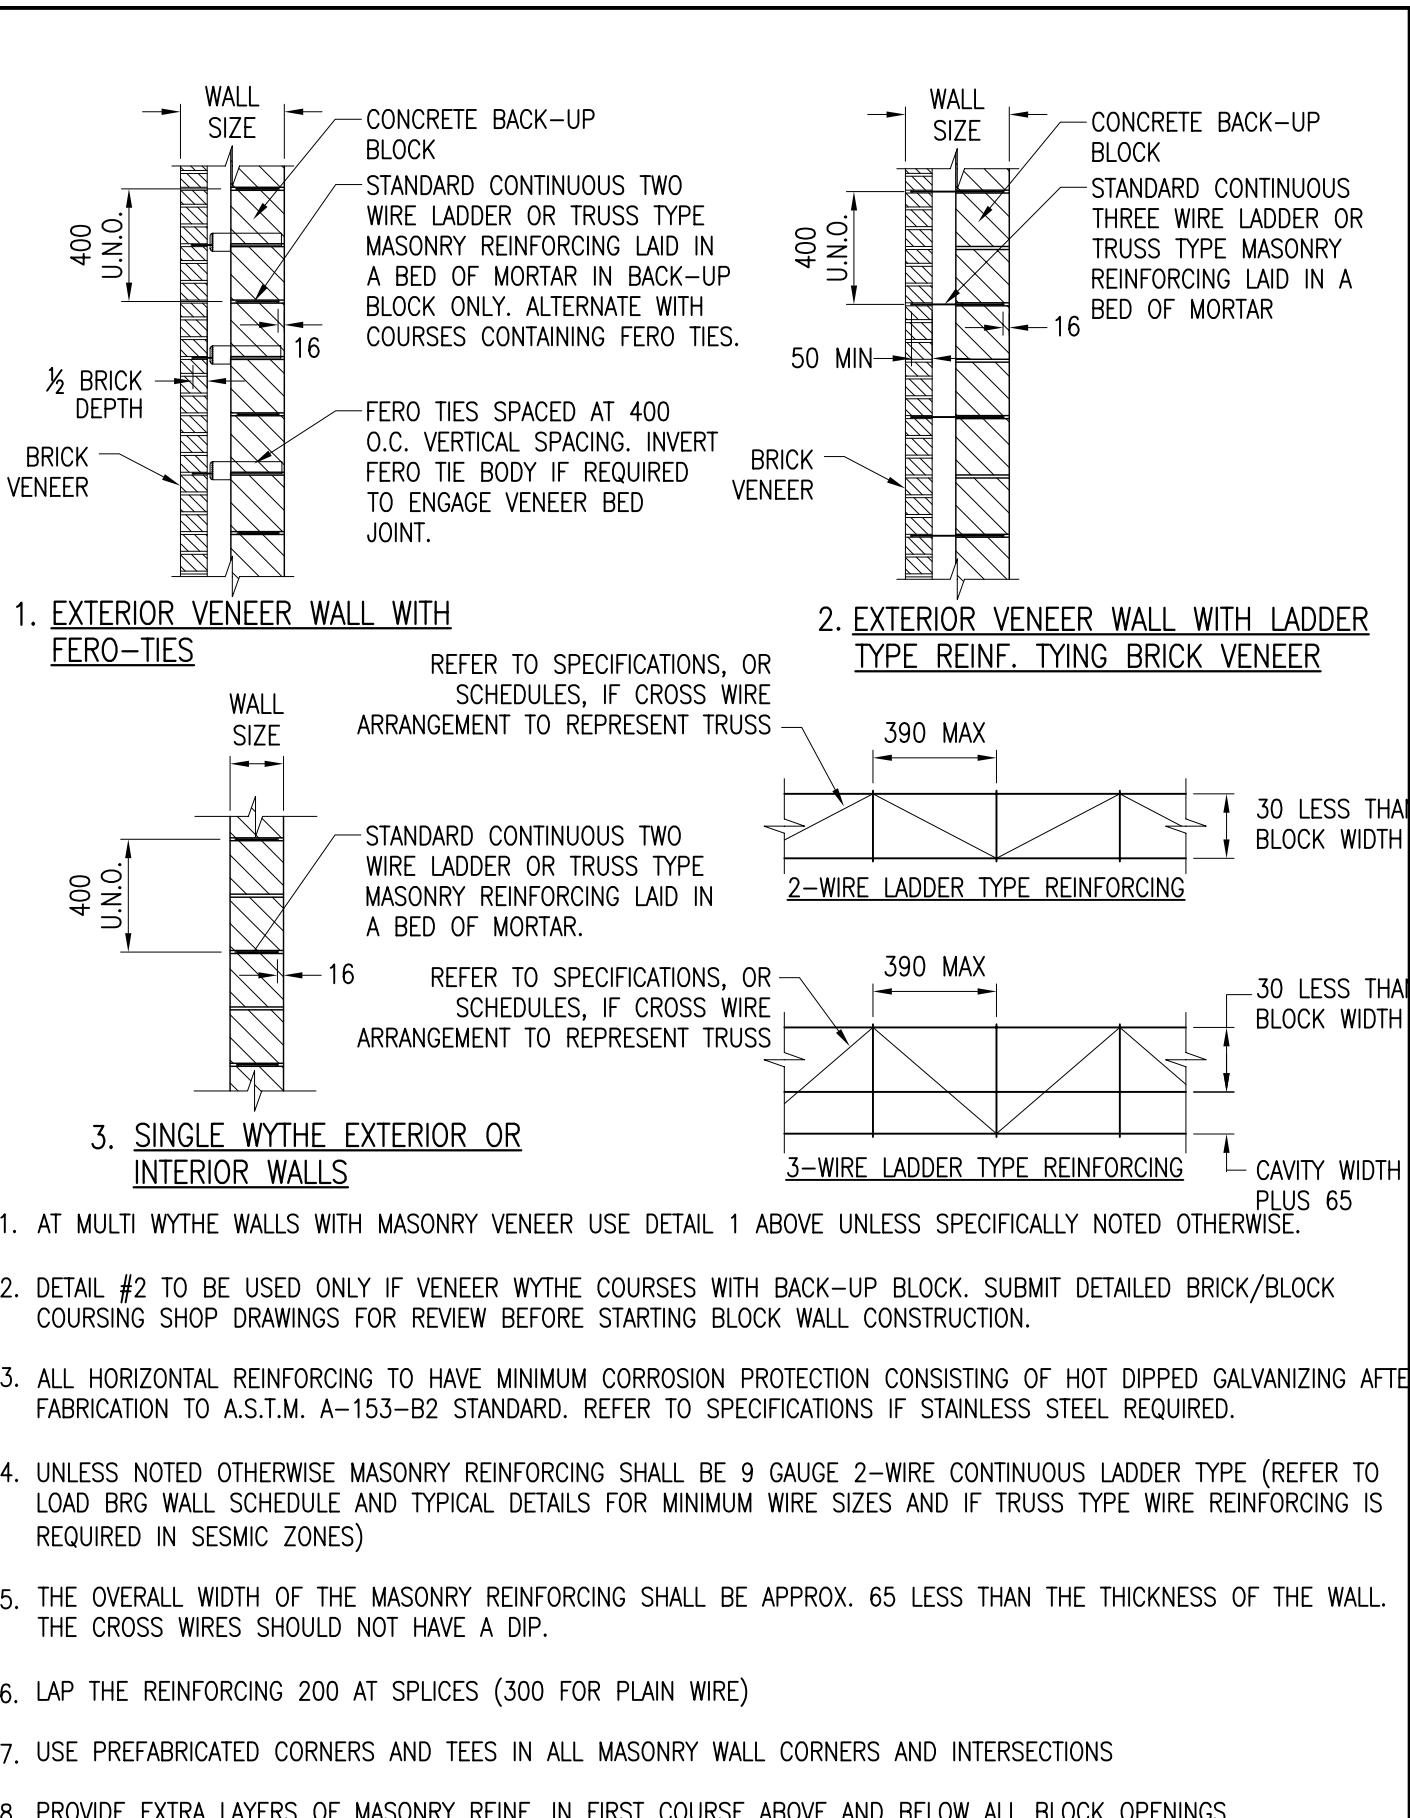 WALL
SIZE
CONCRETE BACK-UP
BLOCK
STANDARD CONTINUOUS TWO
WIRE LADDER OR TRUSS TYPE
MASONRY REINFORCING LAID IN
A BED OF MORTAR IN BACK-UP
BLOCK ONLY. ALTERNATE WITH
COURSES CONTAINING FERO TIES.
400
U.N.O.
16
½ BRICK
DEPTH
BRICK
VENEER
FERO TIES SPACED AT 400
O.C. VERTICAL SPACING. INVERT
FERO TIE BODY IF REQUIRED
TO ENGAGE VENEER BED
JOINT.
1. EXTERIOR VENEER WALL WITH
FERO-TIES
WALL
SIZE
CONCRETE BACK-UP
BLOCK
STANDARD CONTINUOUS
THREE WIRE LADDER OR
TRUSS TYPE MASONRY
REINFORCING LAID IN A
BED OF MORTAR
400
U.N.O.
16
50 MIN
BRICK
VENEER
2. EXTERIOR VENEER WALL WITH LADDER
TYPE REINF. TYING BRICK VENEER
WALL
SIZE
400
U.N.O.
STANDARD CONTINUOUS TWO
WIRE LADDER OR TRUSS TYPE
MASONRY REINFORCING LAID IN
A BED OF MORTAR.
16
3. SINGLE WYTHE EXTERIOR OR
INTERIOR WALLS
REFER TO SPECIFICATIONS, OR
SCHEDULES, IF CROSS WIRE
ARRANGEMENT TO REPRESENT TRUSS
390 MAX
30 LESS THAN
BLOCK WIDTH
2-WIRE LADDER TYPE REINFORCING
REFER TO SPECIFICATIONS, OR
SCHEDULES, IF CROSS WIRE
ARRANGEMENT TO REPRESENT TRUSS
390 MAX
30 LESS THAN
BLOCK WIDTH
3-WIRE LADDER TYPE REINFORCING
CAVITY WIDTH
PLUS 65
1. AT MULTI WYTHE WALLS WITH MASONRY VENEER USE DETAIL 1 ABOVE UNLESS SPECIFICALLY NOTED OTHERWISE.
2. DETAIL #2 TO BE USED ONLY IF VENEER WYTHE COURSES WITH BACK-UP BLOCK. SUBMIT DETAILED BRICK/BLOCK
COURSING SHOP DRAWINGS FOR REVIEW BEFORE STARTING BLOCK WALL CONSTRUCTION.
3. ALL HORIZONTAL REINFORCING TO HAVE MINIMUM CORROSION PROTECTION CONSISTING OF HOT DIPPED GALVANIZING AFTE
FABRICATION TO A.S.T.M. A-153-B2 STANDARD. REFER TO SPECIFICATIONS IF STAINLESS STEEL REQUIRED.
4. UNLESS NOTED OTHERWISE MASONRY REINFORCING SHALL BE 9 GAUGE 2-WIRE CONTINUOUS LADDER TYPE (REFER TO
LOAD BRG WALL SCHEDULE AND TYPICAL DETAILS FOR MINIMUM WIRE SIZES AND IF TRUSS TYPE WIRE REINFORCING IS
REQUIRED IN SESMIC ZONES)
5. THE OVERALL WIDTH OF THE MASONRY REINFORCING SHALL BE APPROX. 65 LESS THAN THE THICKNESS OF THE WALL.
THE CROSS WIRES SHOULD NOT HAVE A DIP.
6. LAP THE REINFORCING 200 AT SPLICES (300 FOR PLAIN WIRE)
7. USE PREFABRICATED CORNERS AND TEES IN ALL MASONRY WALL CORNERS AND INTERSECTIONS
8. PROVIDE EXTRA LAYERS OF MASONRY REINF. IN FIRST COURSE ABOVE AND BELOW ALL BLOCK OPENINGS